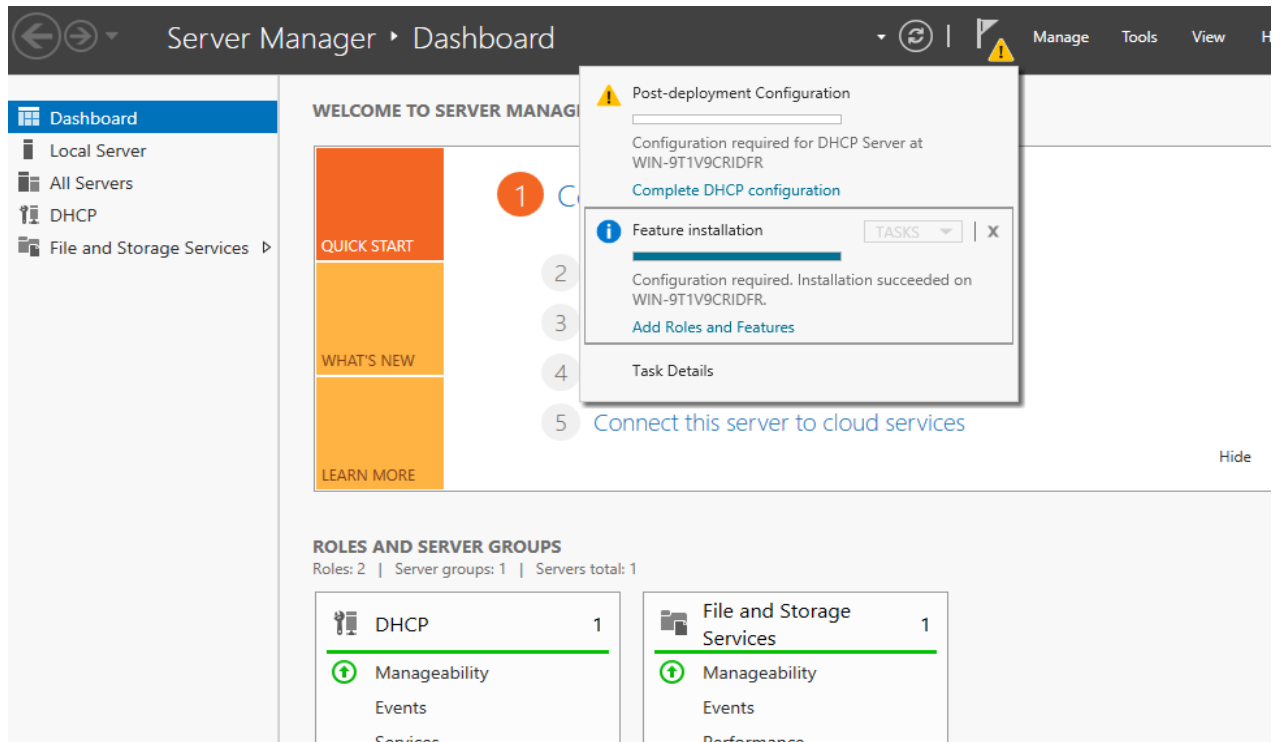 Server Manager ‣ Dashboard
Manage Tools View H
Dashboard
Local Server
All Servers
DHCP
File and Storage Services
WELCOME TO SERVER MANAG
QUICK START
WHAT'S NEW
LEARN MORE
1 C
2
3
4
5 Connect this server to cloud services
Hide
Post-deployment Configuration
Configuration required for DHCP Server at
WIN-9T1V9CRIDFR
Complete DHCP configuration
Feature installation
TASKS X
Configuration required. Installation succeeded on
WIN-9T1V9CRIDFR.
Add Roles and Features
Task Details
ROLES AND SERVER GROUPS
Roles: 2 | Server groups: 1 | Servers total: 1
DHCP 1
Manageability
Events
Services
File and Storage
Services 1
Manageability
Events
Performance